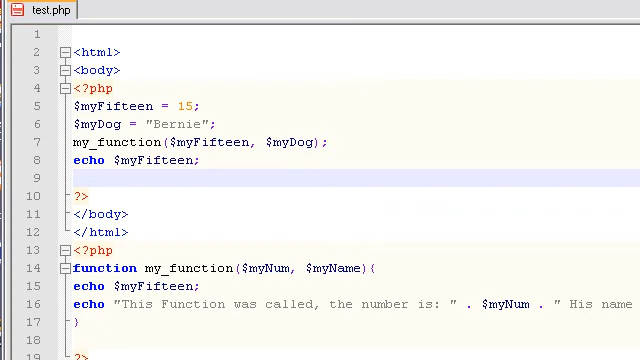 test.php
1
2 <html>
3 <body>
4 <?php
5 $myFifteen = 15;
6 $myDog = "Bernie";
7 my_function($myFifteen, $myDog);
8 echo $myFifteen;
9
10 ?>
11 </body>
12 </html>
13 <?php
14 function my_function($myNum, $myName){
15 echo $myFifteen;
16 echo "This Function was called, the number is: " . $myNum . " His name
17 }
18
19 ?>